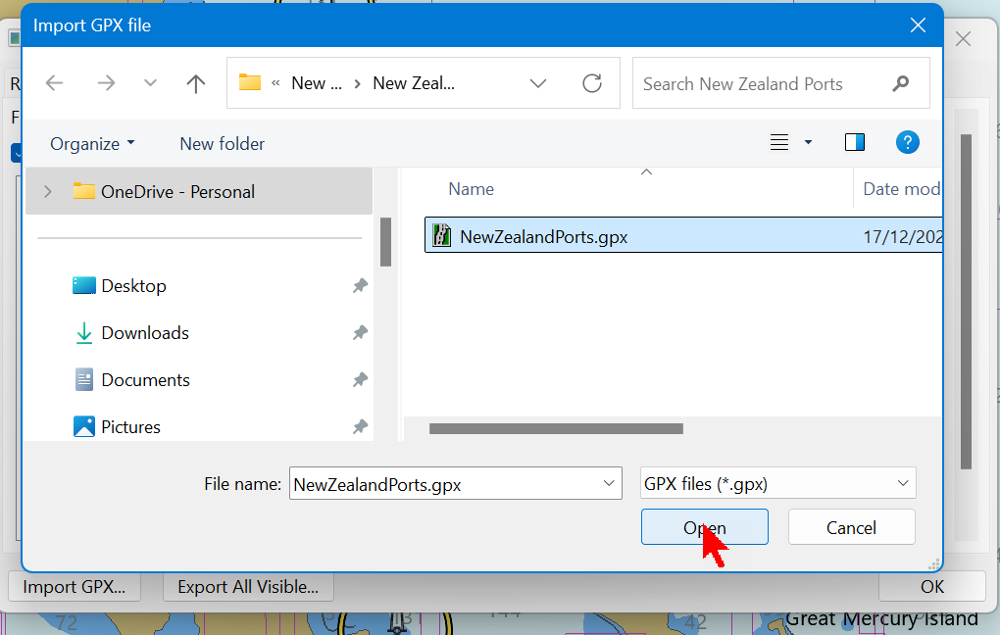 Import GPX file
« New ... › New Zeal...
Search New Zealand Ports
Organize
New folder
?
OneDrive - Personal
Name
Date mod
NewZealandPorts.gpx
17/12/202
Desktop
Downloads
Documents
Pictures
File name:
NewZealandPorts.gpx
GPX files (*.gpx)
Open
Cancel
R
F
Import GPX...
Export All Visible...
OK
72
144
42
Great Mercury Island